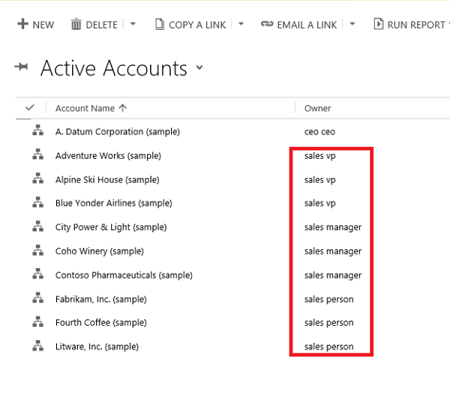 NEW DELETE COPY A LINK EMAIL A LINK RUN REPORT
Active Accounts
Account Name Owner
A. Datum Corporation (sample) ceo ceo
Adventure Works (sample) sales vp
Alpine Ski House (sample) sales vp
Blue Yonder Airlines (sample) sales vp
City Power & Light (sample) sales manager
Coho Winery (sample) sales manager
Contoso Pharmaceuticals (sample) sales manager
Fabrikam, Inc. (sample) sales person
Fourth Coffee (sample) sales person
Litware, Inc. (sample) sales person